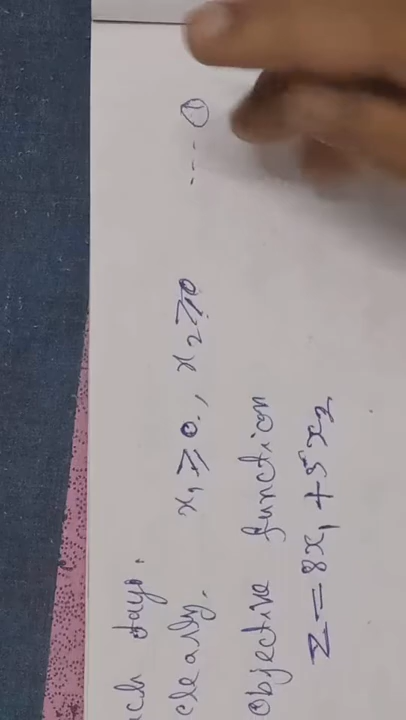 ch days.
clearly, x₁ ≥ 0, x₂ ≥ 0 --- ①
objective function
Z = 8x₁ + 5x₂